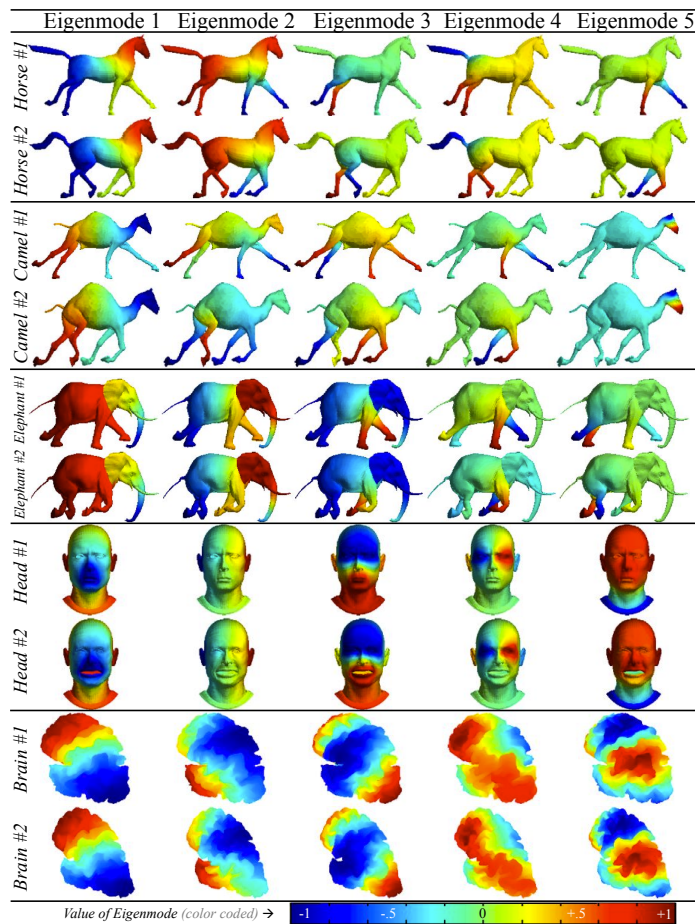 Eigenmode 1 Eigenmode 2 Eigenmode 3 Eigenmode 4 Eigenmode 5
Horse #1
Horse #2
Camel #1
Camel #2
Elephant #1
Elephant #2
Head #1
Head #2
Brain #1
Brain #2
Value of Eigenmode (color coded) → -1 -.5 0 +.5 +1